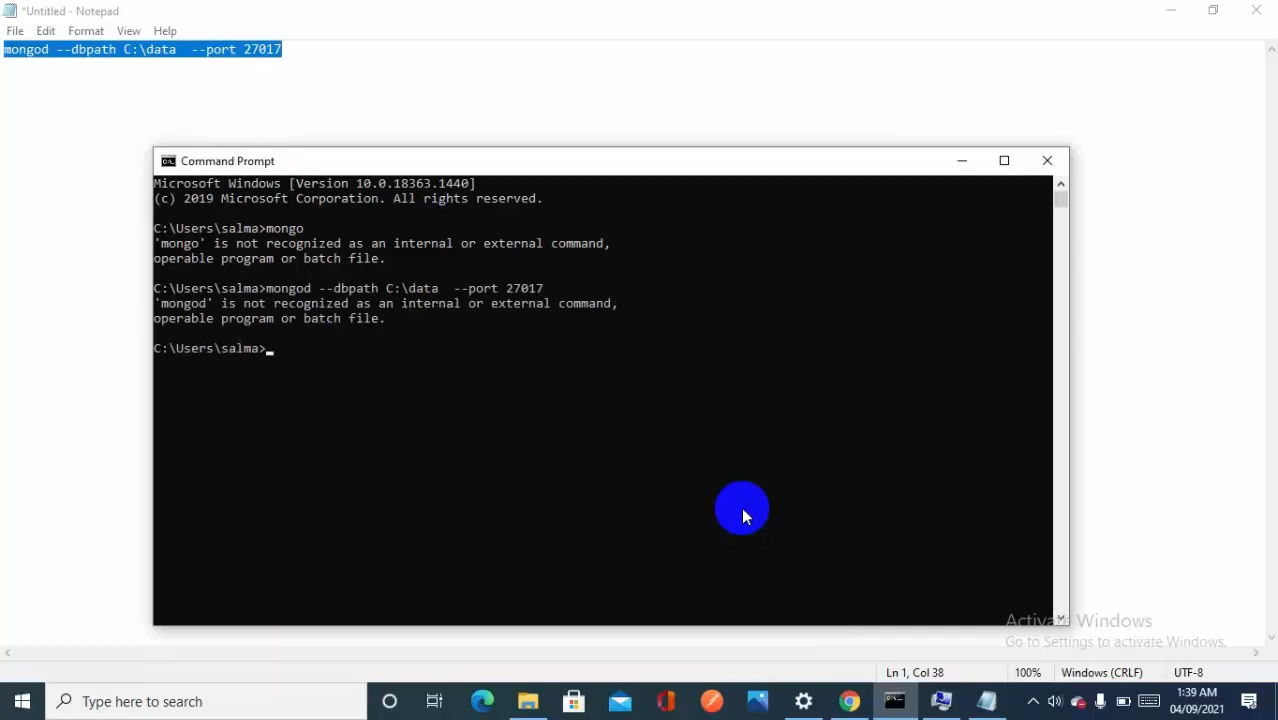 *Untitled - Notepad
File Edit Format View Help
mongod --dbpath C:\data  --port 27017
Command Prompt
Microsoft Windows [Version 10.0.18363.1440]
(c) 2019 Microsoft Corporation. All rights reserved.
C:\Users\salma>mongo
'mongo' is not recognized as an internal or external command,
operable program or batch file.
C:\Users\salma>mongod --dbpath C:\data  --port 27017
'mongod' is not recognized as an internal or external command,
operable program or batch file.
C:\Users\salma>
Activate Windows
Go to Settings to activate Windows.
Ln 1, Col 38 100% Windows (CRLF) UTF-8
Type here to search
1:39 AM
04/09/2021